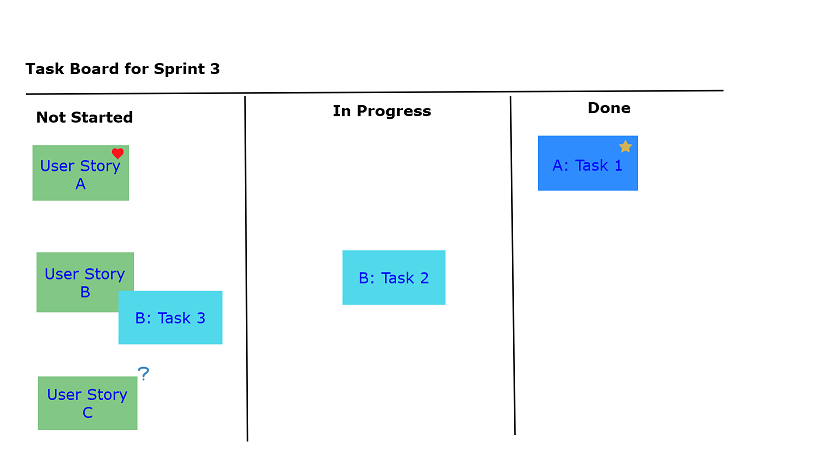 Task Board for Sprint 3
Not Started
In Progress
Done
User Story
A
A: Task 1
User Story
B
B: Task 3
B: Task 2
?
User Story
C